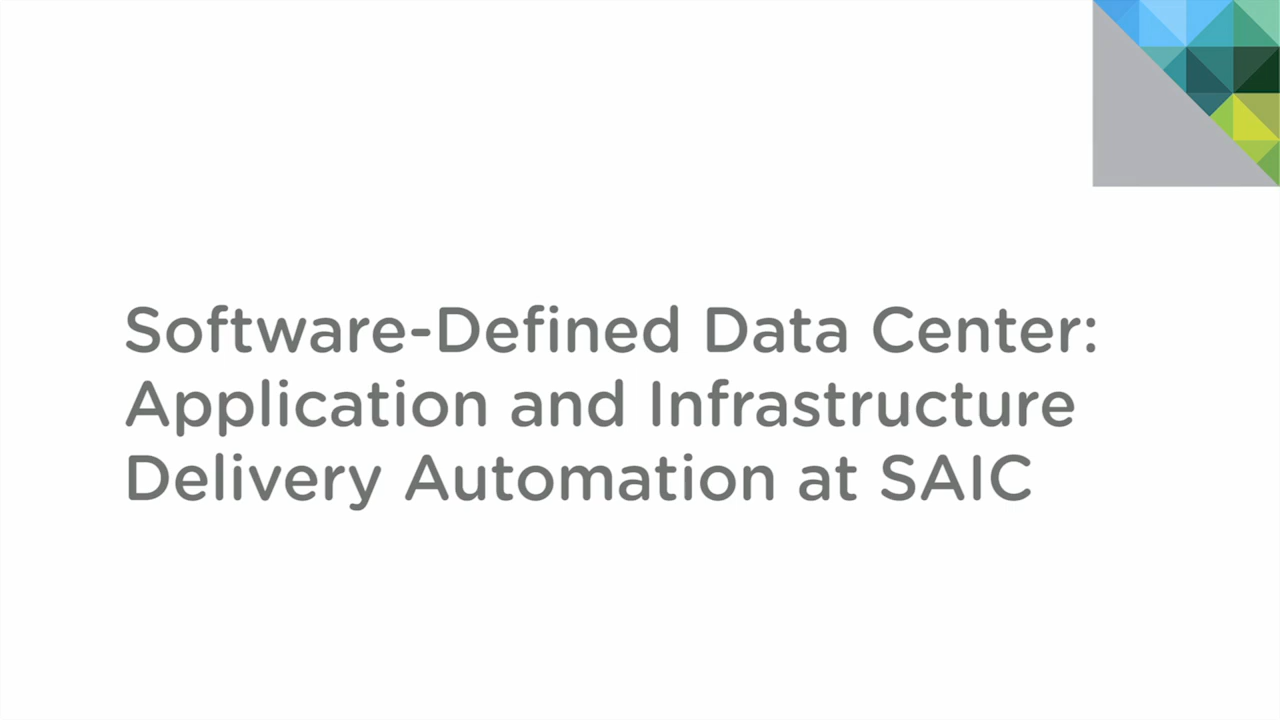 Software-Defined Data Center:
Application and Infrastructure
Delivery Automation at SAIC